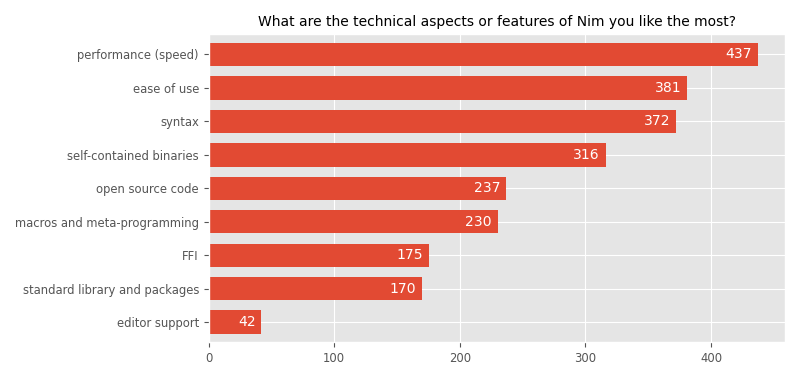 What are the technical aspects or features of Nim you like the most?
performance (speed) 437
ease of use 381
syntax 372
self-contained binaries 316
open source code 237
macros and meta-programming 230
FFI 175
standard library and packages 170
editor support 42
0 100 200 300 400